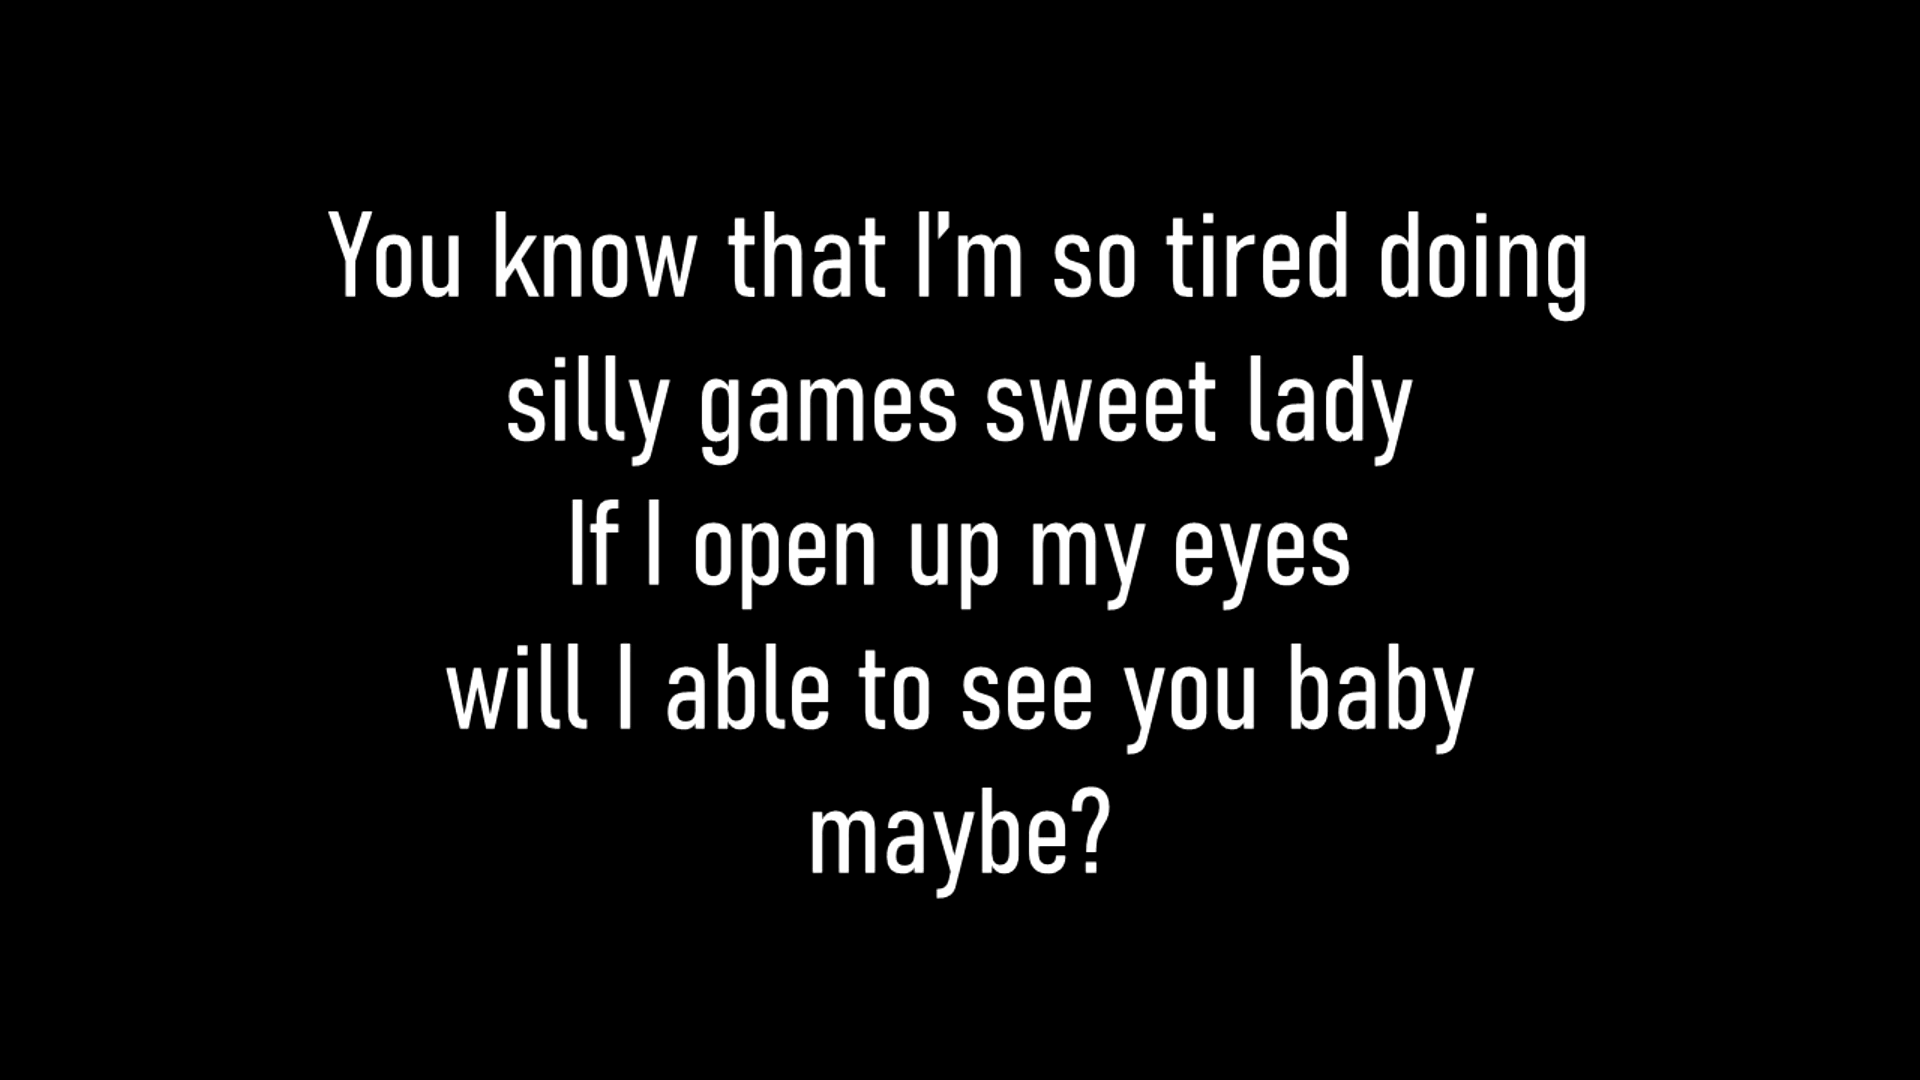 You know that I'm so tired doing
silly games sweet lady
If I open up my eyes
will I able to see you baby
maybe?